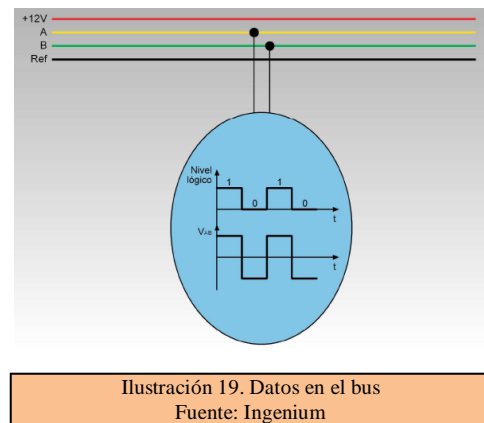 +12V
A
B
Ref
Nivel
lógico
1
1
0
0
t
VAB
t
Ilustración 19. Datos en el bus
Fuente: Ingenium